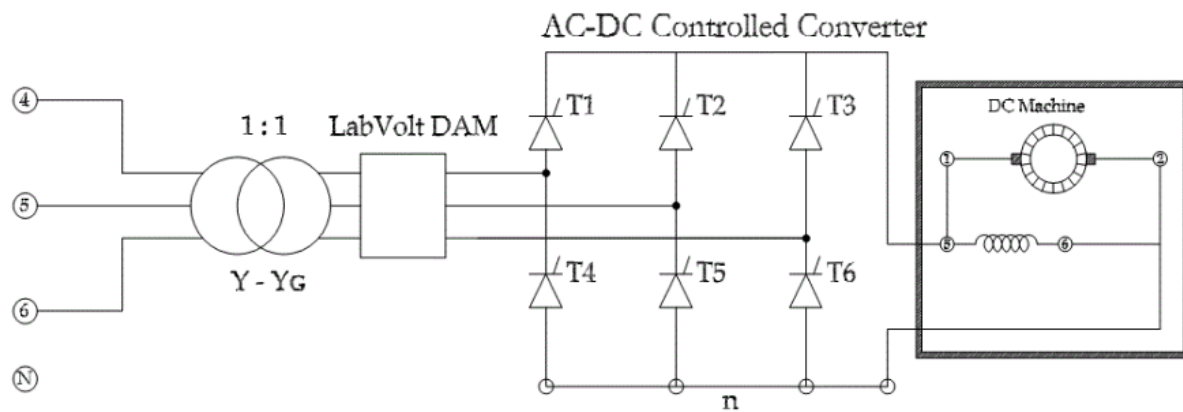 AC-DC Controlled Converter
DC Machine
4
1 : 1
LabVolt DAM
T1
T2
T3
1
2
5
5
6
Y - YG
T4
T5
T6
6
N
n